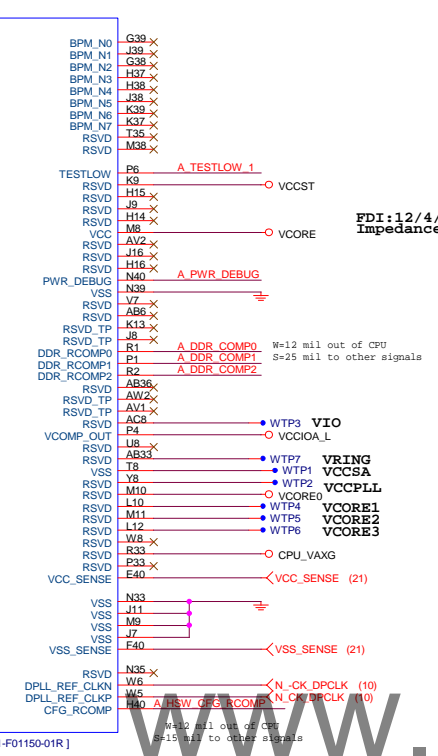 BPM_N0 G39
BPM_N1 J39
BPM_N2 G38
BPM_N3 H37
BPM_N4 H38
BPM_N5 J38
BPM_N6 K39
BPM_N7 K37
RSVD T35
RSVD M38
TESTLOW P6 A_TESTLOW_1
RSVD K9 VCCST
RSVD H15
RSVD J9
RSVD H14
VCC M8 VCORE
FDI:12/4/
Impedance
RSVD AV2
RSVD J16
RSVD H16
PWR_DEBUG N40 A_PWR_DEBUG
VSS N39
RSVD V7
RSVD AB6
RSVD_TP K13
RSVD_TP J8
DDR_RCOMP0 R1 A_DDR_COMP0 W=12 mil out of CPU
DDR_RCOMP1 P1 A_DDR_COMP1 S=25 mil to other signals
DDR_RCOMP2 R2 A_DDR_COMP2
RSVD AB36
RSVD_TP AW2
RSVD_TP AV1
RSVD AC8 WTP3 VIO
VCOMP_OUT P4 VCCIOA_L
RSVD U8
RSVD AB33 WTP7 VRING
VSS T8 WTP1 VCCSA
RSVD Y8 WTP2 VCCPLL
RSVD M10 VCORE0
RSVD L10 WTP4 VCORE1
RSVD M11 WTP5 VCORE2
RSVD L12 WTP6 VCORE3
RSVD W8
RSVD R33 CPU_VAXG
RSVD P33
VCC_SENSE E40 VCC_SENSE (21)
VSS N33
VSS J11
VSS M9
VSS J7
VSS_SENSE F40 VSS_SENSE (21)
RSVD N35
DPLL_REF_CLKN W6 N_-CK_DPCLK (10)
DPLL_REF_CLKP W5 N_CK_DPCLK (10)
CFG_RCOMP H40 A_HSW_CFG_RCOMP
W=12 mil out of CPU
S=15 mil to other signals
-F01150-01R ]
WWW.